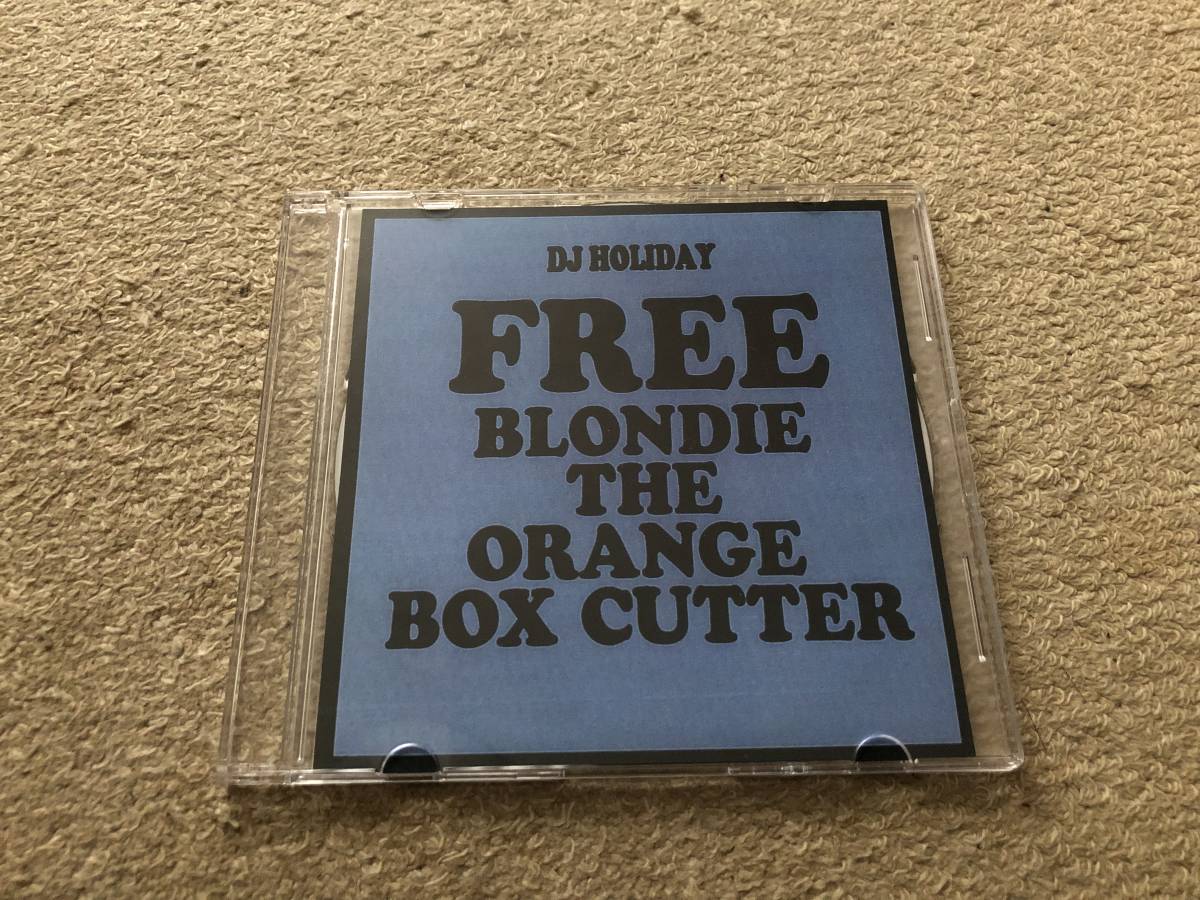 DJ HOLIDAY
FREE
BLONDIE
THE
ORANGE
BOX CUTTER